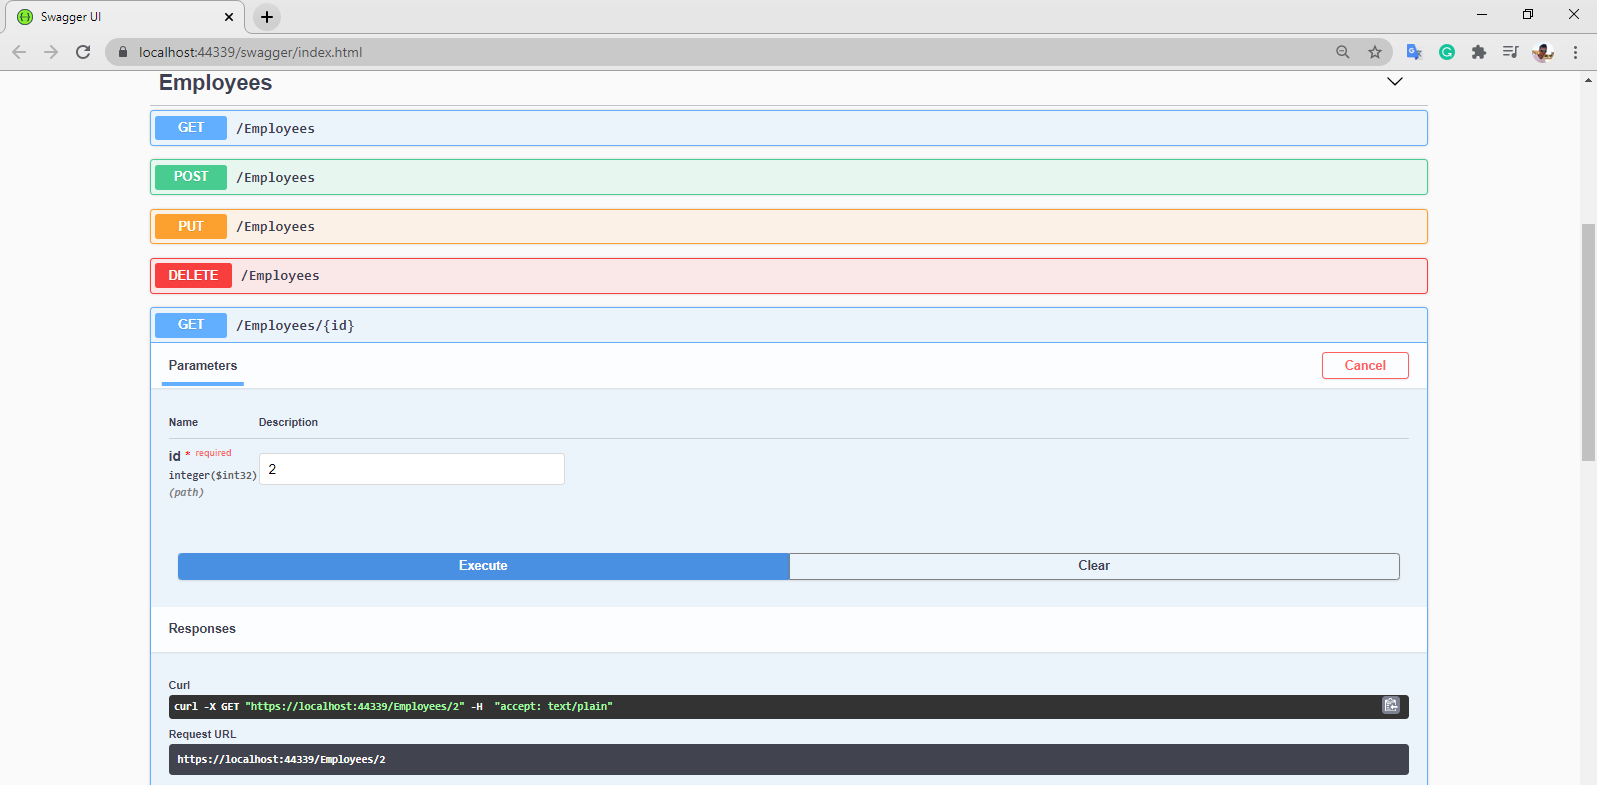 Swagger UI
localhost:44339/swagger/index.html
Employees
GET /Employees
POST /Employees
PUT /Employees
DELETE /Employees
GET /Employees/{id}
Parameters Cancel
Name Description
id * required
integer($int32)
(path)
2
Execute Clear
Responses
Curl
curl -X GET "https://localhost:44339/Employees/2" -H  "accept: text/plain"
Request URL
https://localhost:44339/Employees/2